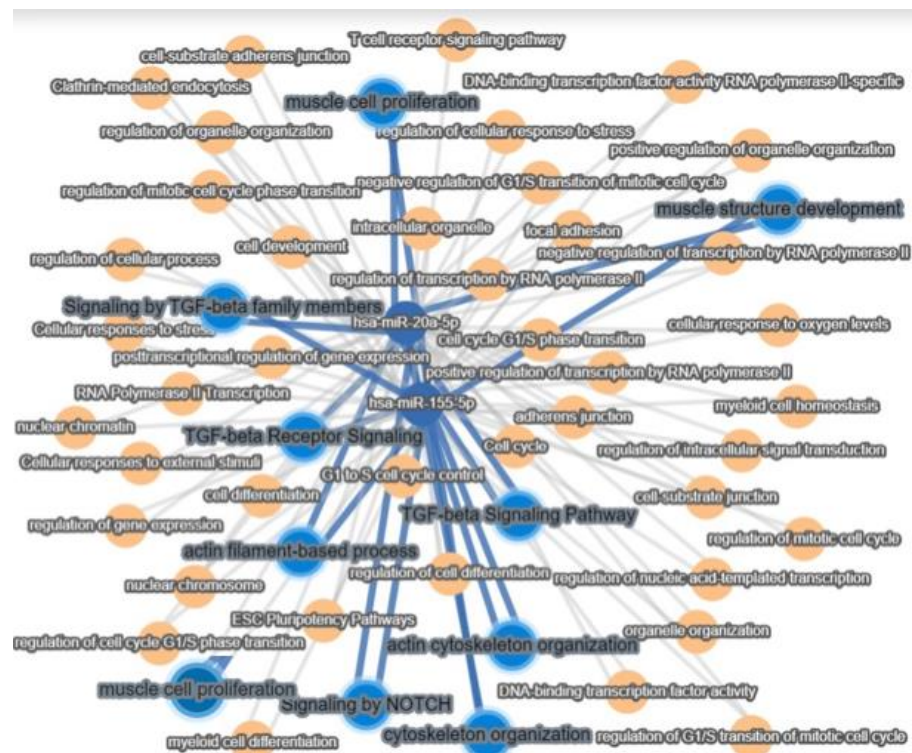 T cell receptor signaling pathway
cell-substrate adherens junction
DNA-binding transcription factor activity RNA polymerase II-specific
Clathrin-mediated endocytosis
muscle cell proliferation
regulation of organelle organization
regulation of cellular response to stress
positive regulation of organelle organization
negative regulation of G1/S transition of mitotic cell cycle
regulation of mitotic cell cycle phase transition
muscle structure development
intracellular organelle
focal adhesion
cell development
negative regulation of transcription by RNA polymerase II
regulation of cellular process
regulation of transcription by RNA polymerase II
Signaling by TGF-beta family members
hsa-miR-20a-5p
cellular response to oxygen levels
Cellular responses to stress
cell cycle G1/S phase transition
posttranscriptional regulation of gene expression
positive regulation of transcription by RNA polymerase II
RNA Polymerase II Transcription
hsa-miR-155-5p
myeloid cell homeostasis
adherens junction
nuclear chromatin
TGF-beta Receptor Signaling
Cell cycle
regulation of intracellular signal transduction
Cellular responses to external stimuli
G1 to S cell cycle control
cell differentiation
cell-substrate junction
TGF-beta Signaling Pathway
regulation of gene expression
regulation of mitotic cell cycle
actin filament-based process
regulation of cell differentiation
regulation of nucleic acid-templated transcription
nuclear chromosome
ESC Pluripotency Pathways
organelle organization
regulation of cell cycle G1/S phase transition
actin cytoskeleton organization
muscle cell proliferation
DNA-binding transcription factor activity
Signaling by NOTCH
cytoskeleton organization
regulation of G1/S transition of mitotic cell cycle
myeloid cell differentiation